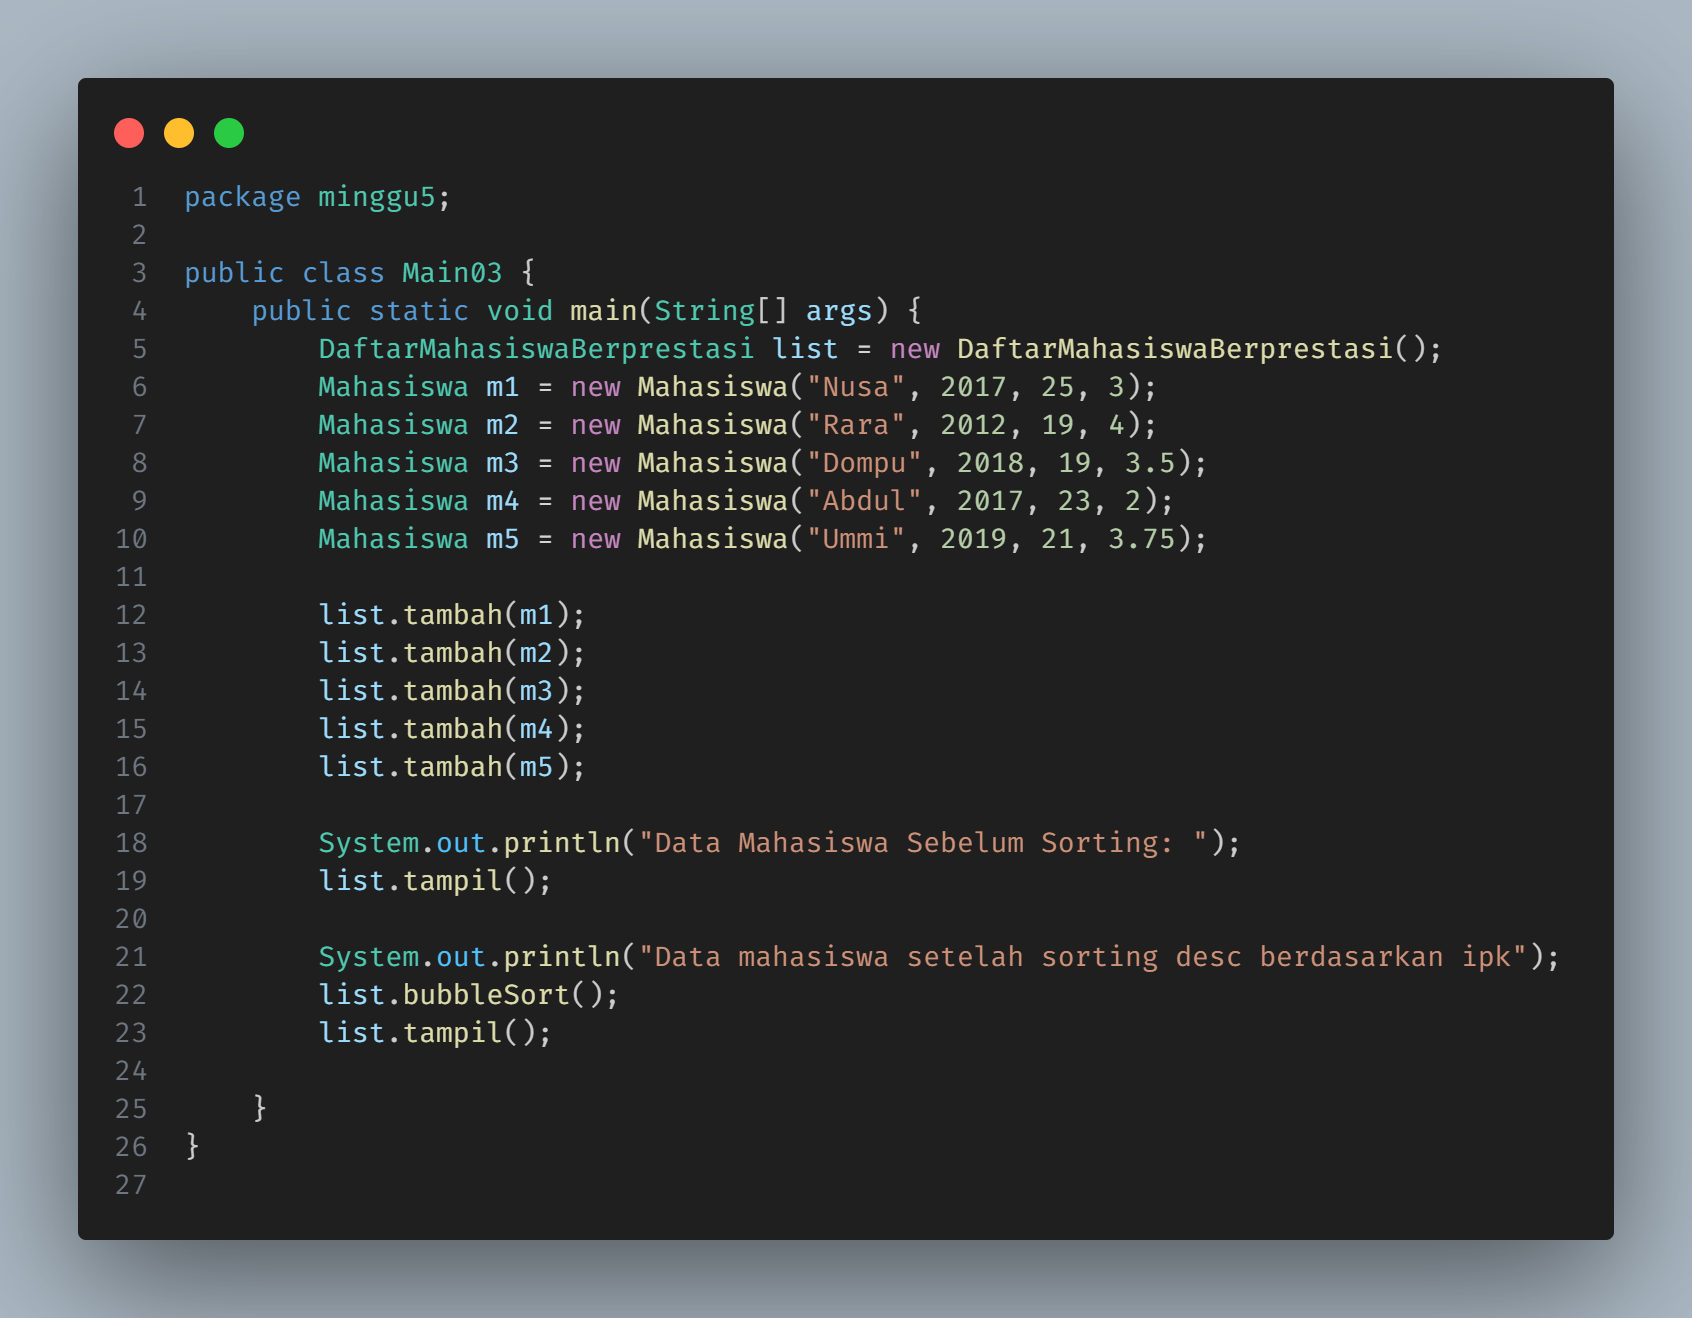 1 package minggu5;
2
3 public class Main03 {
4     public static void main(String[] args) {
5         DaftarMahasiswaBerprestasi list = new DaftarMahasiswaBerprestasi();
6         Mahasiswa m1 = new Mahasiswa("Nusa", 2017, 25, 3);
7         Mahasiswa m2 = new Mahasiswa("Rara", 2012, 19, 4);
8         Mahasiswa m3 = new Mahasiswa("Dompu", 2018, 19, 3.5);
9         Mahasiswa m4 = new Mahasiswa("Abdul", 2017, 23, 2);
10         Mahasiswa m5 = new Mahasiswa("Ummi", 2019, 21, 3.75);
11
12         list.tambah(m1);
13         list.tambah(m2);
14         list.tambah(m3);
15         list.tambah(m4);
16         list.tambah(m5);
17
18         System.out.println("Data Mahasiswa Sebelum Sorting: ");
19         list.tampil();
20
21         System.out.println("Data mahasiswa setelah sorting desc berdasarkan ipk");
22         list.bubbleSort();
23         list.tampil();
24
25     }
26 }
27